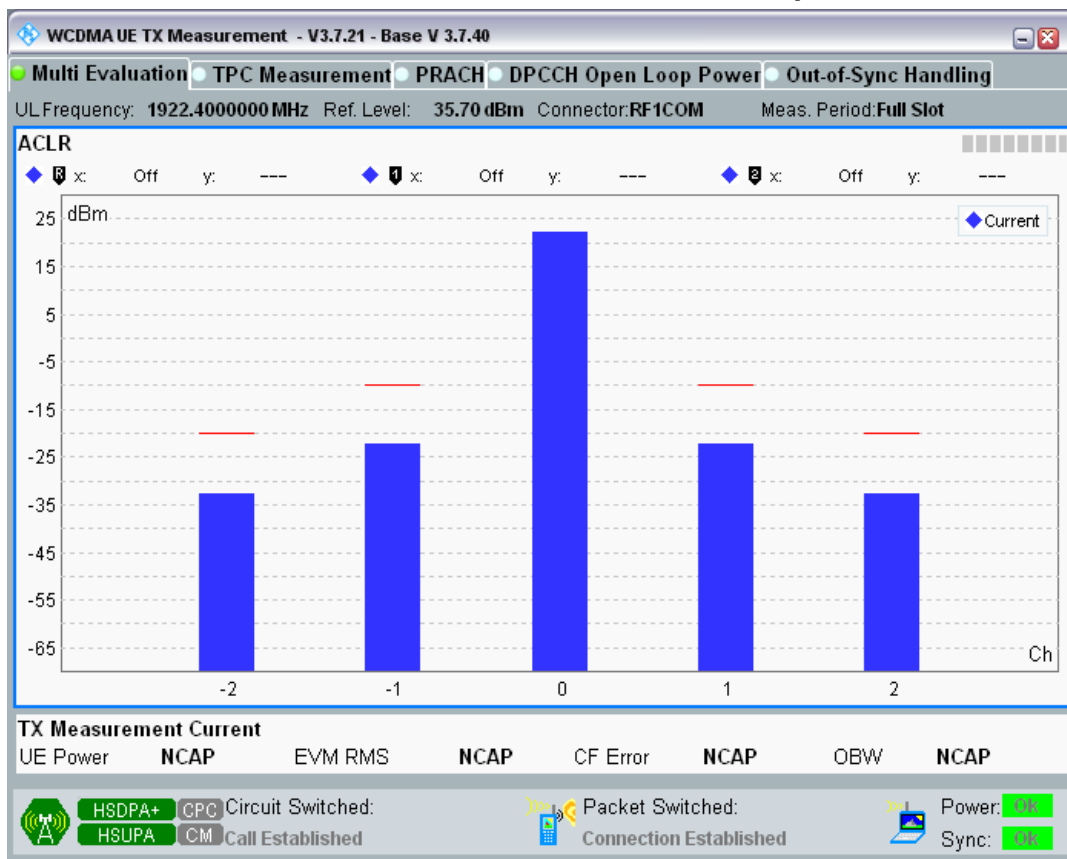 WCDMA UE TX Measurement - V3.7.21 - Base V 3.7.40
Multi Evaluation TPC Measurement PRACH DPCCH Open Loop Power Out-of-Sync Handling
UL Frequency: 1922.4000000 MHz Ref. Level: 35.70 dBm Connector:RF1COM Meas. Period:Full Slot
ACLR
R x: Off y: --- 1 x: Off y: --- 2 x: Off y: ---
dBm
Current
25
15
5
-5
-15
-25
-35
-45
-55
-65
Ch
-2 -1 0 1 2
TX Measurement Current
UE Power NCAP EVM RMS NCAP CF Error NCAP OBW NCAP
HSDPA+ CPC Circuit Switched: Packet Switched: Power: Ok
HSUPA CM Call Established Connection Established Sync: Ok